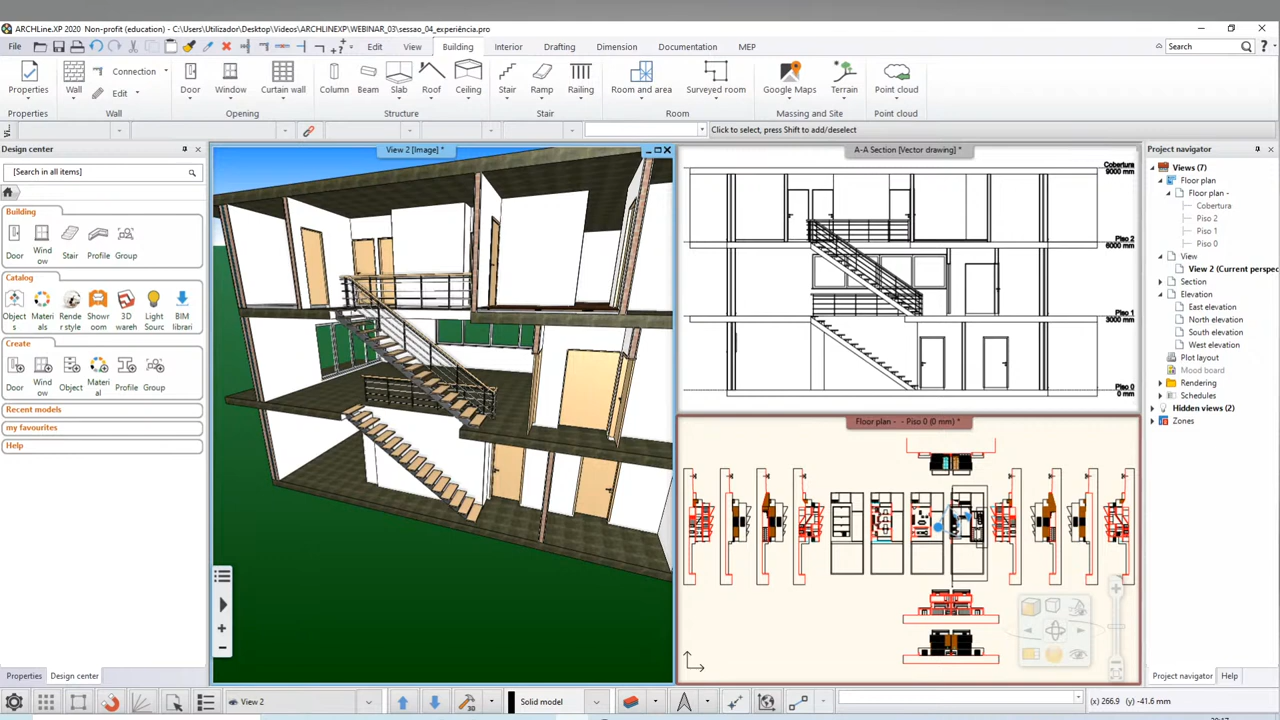 ARCHLine.XP 2020 Non-profit (education) - C:\Users\Utilizador\Desktop\Videos\ARCHLINEXP\WEBINAR_03\sessao_04_experiência.pro
File Edit View Building Interior Drafting Dimension Documentation MEP Search
Properties Wall Connection Edit Door Window Curtain wall Column Beam Slab Roof Ceiling Stair Ramp Railing Room and area Surveyed room Google Maps Terrain Point cloud
Properties Wall Opening Structure Stair Room Massing and Site Point cloud
Click to select, press Shift to add/deselect
Design center
[Search in all items]
Building
Door Wind ow Stair Profile Group
Catalog
Object s Materi als Rende r style Showr oom 3D wareh Light Sourc BIM librari
Create
Door Wind ow Object Materi al Profile Group
Recent models
my favourites
Help
Properties Design center
View 2 [Image] *
A-A Section [Vector drawing] *
Cobertura
9000 mm
Piso 2
6000 mm
Piso 1
3000 mm
Piso 0
0 mm
Floor plan - - Piso 0 (0 mm) *
Project navigator
Views (7)
Floor plan
Floor plan -
Cobertura
Piso 2
Piso 1
Piso 0
View
View 2 (Current perspec
Section
Elevation
East elevation
North elevation
South elevation
West elevation
Plot layout
Mood board
Rendering
Schedules
Hidden views (2)
Zones
Project navigator Help
View 2
30
Solid model
(x) 266.9 (y) -41.6 mm